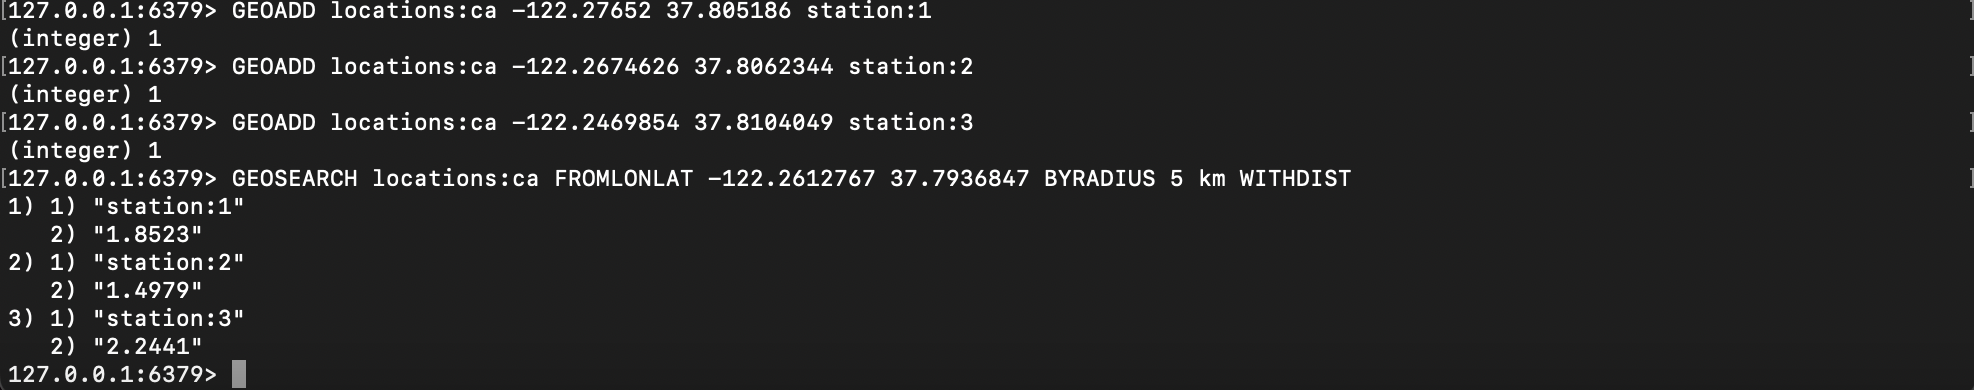 [127.0.0.1:6379> GEOADD locations:ca -122.27652 37.805186 station:1 ]
(integer) 1
[127.0.0.1:6379> GEOADD locations:ca -122.2674626 37.8062344 station:2 ]
(integer) 1
[127.0.0.1:6379> GEOADD locations:ca -122.2469854 37.8104049 station:3 ]
(integer) 1
[127.0.0.1:6379> GEOSEARCH locations:ca FROMLONLAT -122.2612767 37.7936847 BYRADIUS 5 km WITHDIST ]
1) 1) "station:1"
   2) "1.8523"
2) 1) "station:2"
   2) "1.4979"
3) 1) "station:3"
   2) "2.2441"
127.0.0.1:6379>